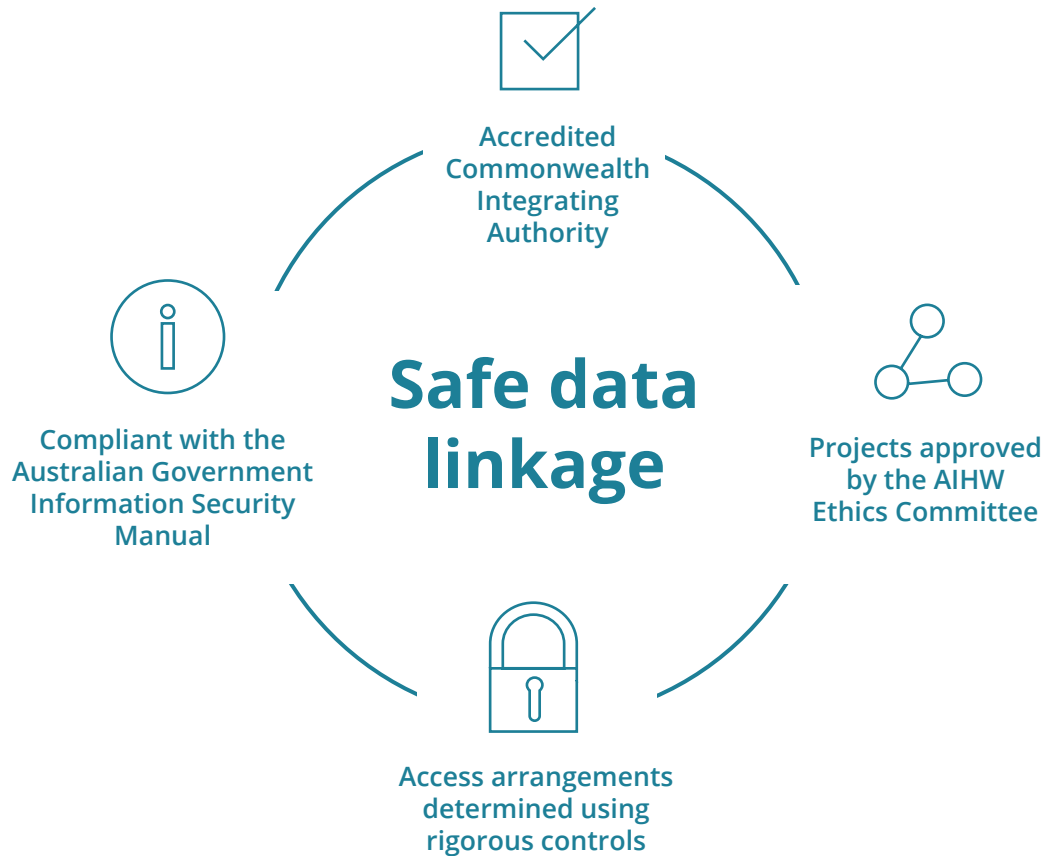 Accredited
Commonwealth
Integrating
Authority
Safe data
linkage
Compliant with the
Australian Government
Information Security
Manual
Projects approved
by the AIHW
Ethics Committee
Access arrangements
determined using
rigorous controls